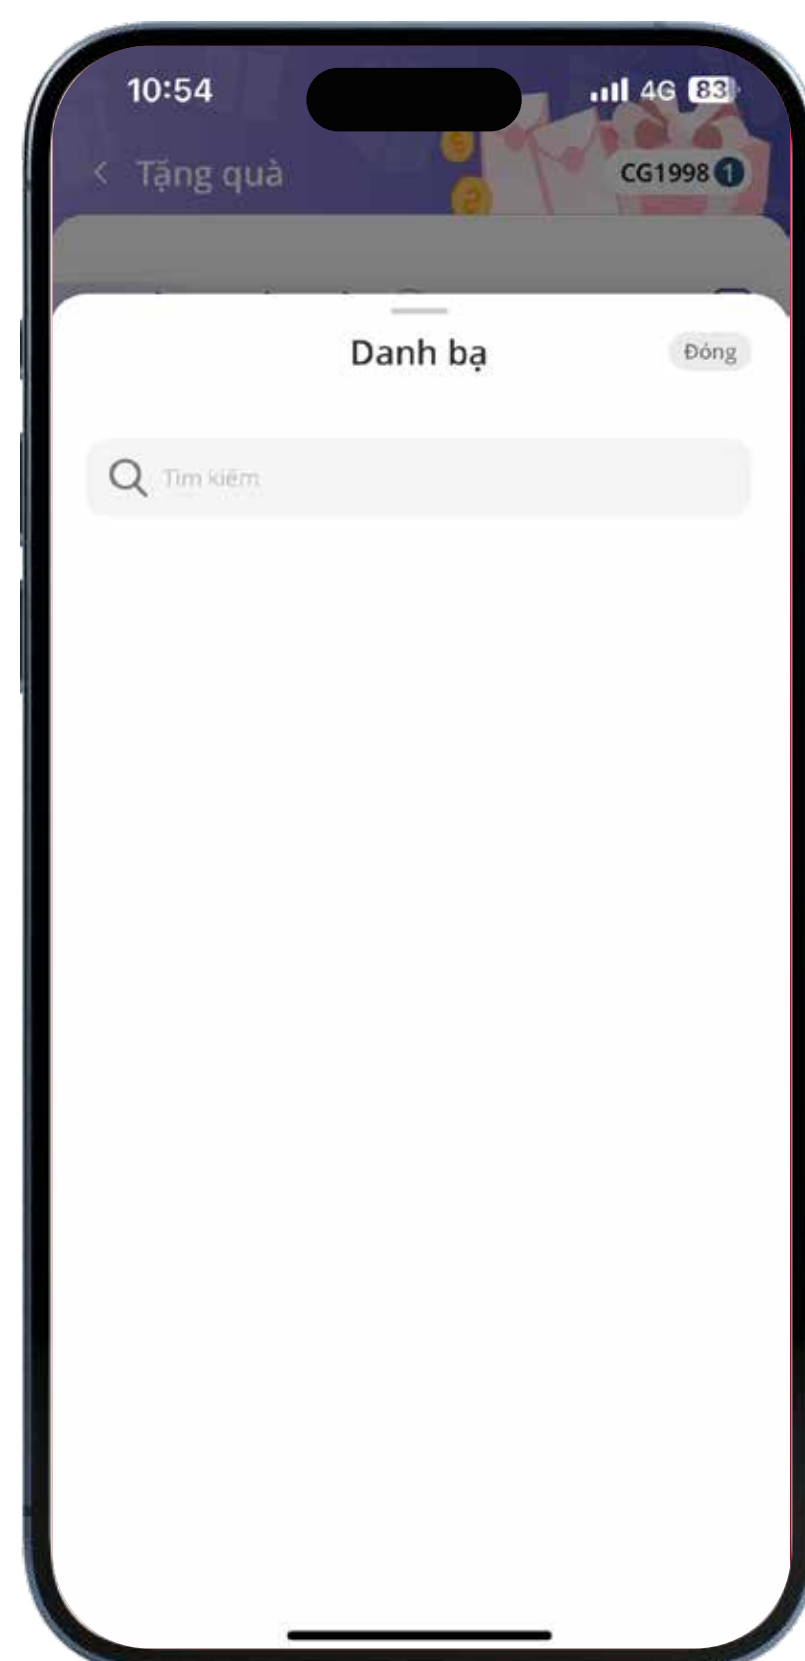 10:54
4G 83
Tặng quà
CG1998 1
Danh bạ
Đóng
Tìm kiếm